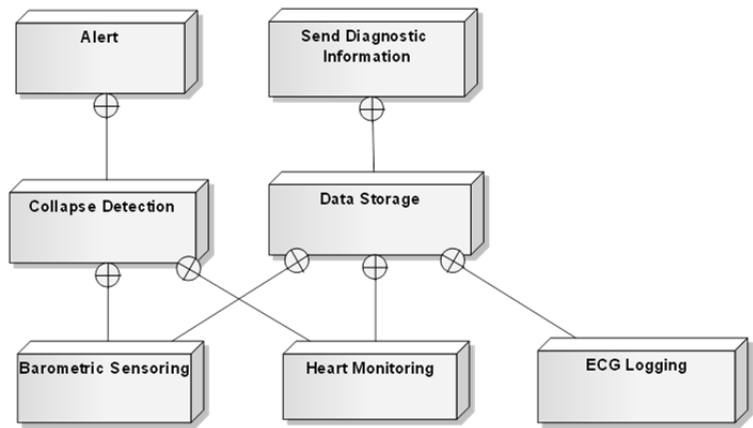 Alert
Send Diagnostic
Information
Collapse Detection
Data Storage
Barometric Sensoring
Heart Monitoring
ECG Logging